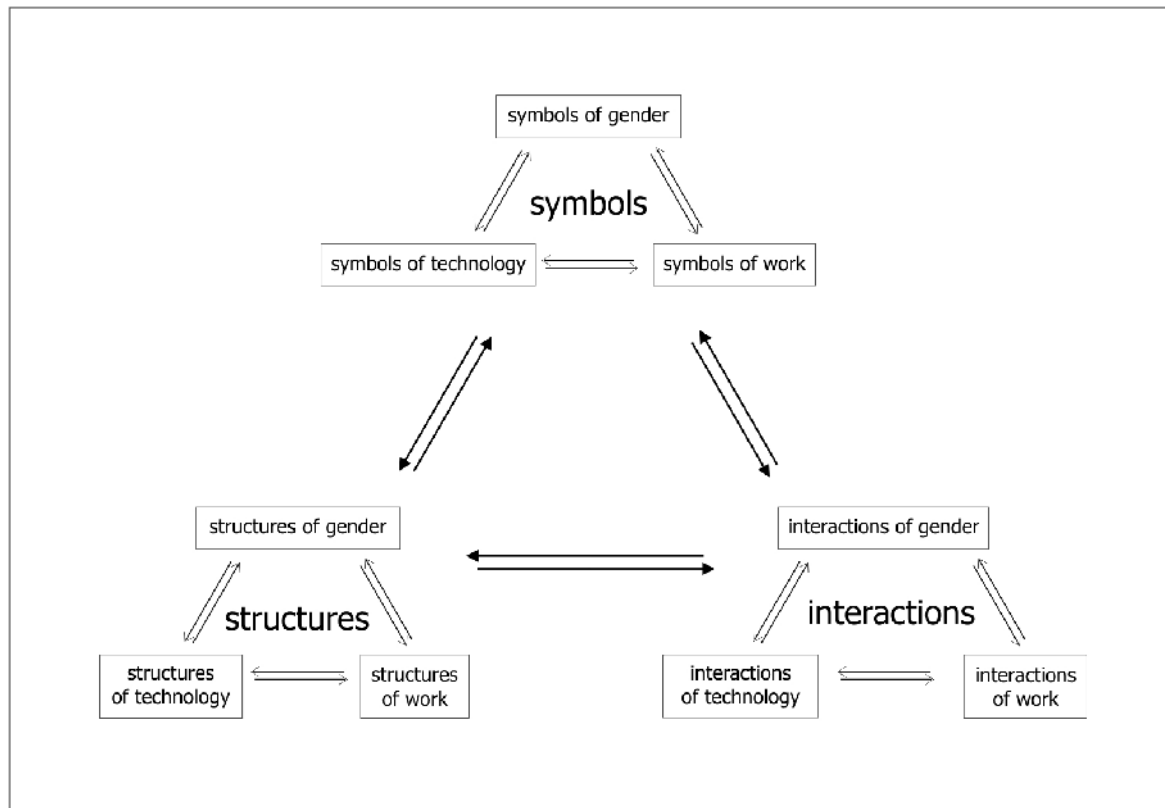 symbols of gender
symbols
symbols of technology
symbols of work
structures of gender
interactions of gender
structures
interactions
structures
of technology
structures
of work
interactions
of technology
interactions
of work